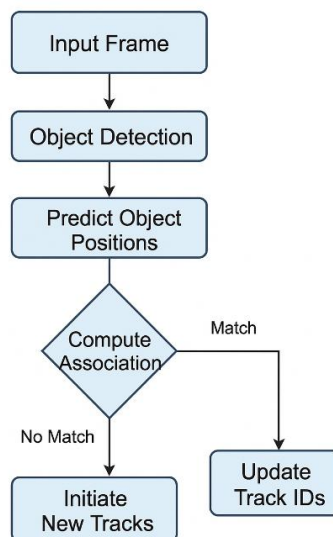 Input Frame
Object Detection
Predict Object
Positions
Compute
Association
Match
No Match
Initiate
New Tracks
Update
Track IDs